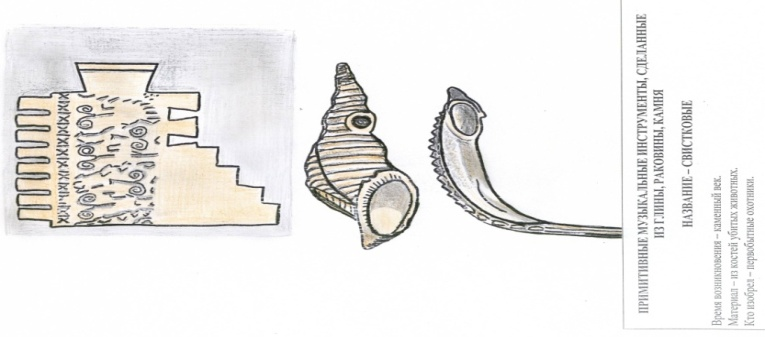 ПРИМИТИВНЫЕ МУЗЫКАЛЬНЫЕ ИНСТРУМЕНТЫ, СДЕЛАННЫЕ
ИЗ ГЛИНЫ, РАКОВИНЫ, КАМНЯ
НАЗВАНИЕ – СВИСТКОВЫЕ
Время возникновения – каменный век.
Материал – из костей убитых животных.
Кто изобрел – первобытные охотники.